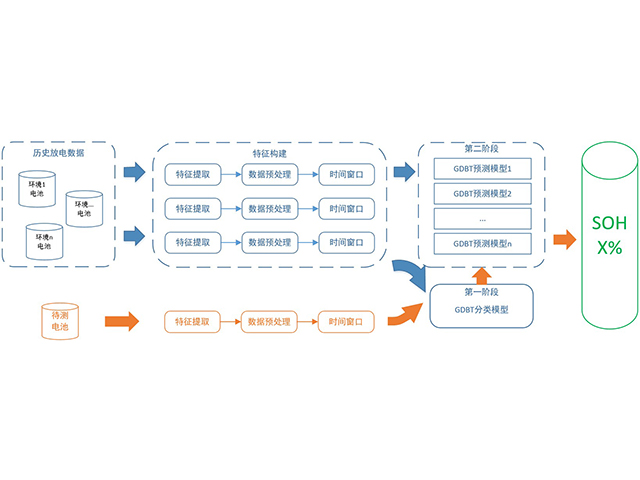 历史放电数据
环境1
电池
环境...
电池
环境n
电池
特征构建
特征提取
数据预处理
时间窗口
特征提取
数据预处理
时间窗口
特征提取
数据预处理
时间窗口
第二阶段
GDBT预测模型1
GDBT预测模型2
...
GDBT预测模型n
SOH
X%
待测
电池
特征提取
数据预处理
时间窗口
第一阶段
GDBT分类模型